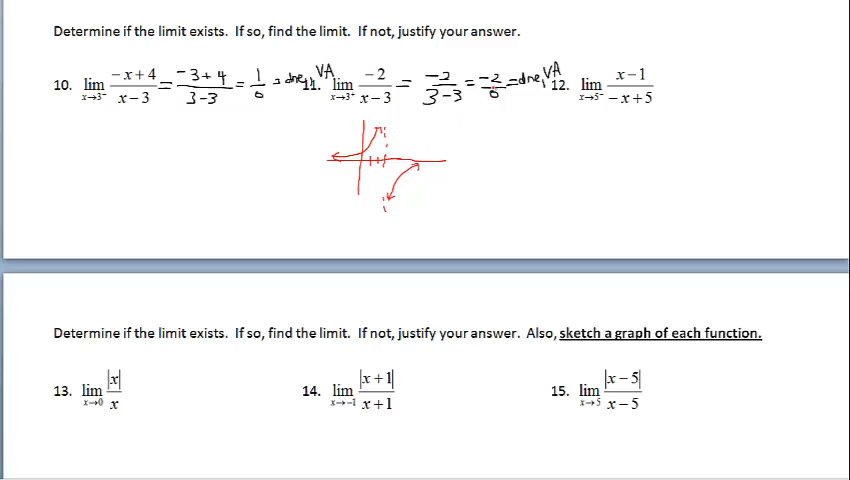 Determine if the limit exists. If so, find the limit. If not, justify your answer.
10. lim x→3⁻ (−x+4)/(x−3) = (−3+4)/(3−3) = 1/0 = dne, VA
11. lim x→3⁺ −2/(x−3) = −2/(3−3) = −2/0 = dne, VA
12. lim x→5⁻ (x−1)/(−x+5)
Determine if the limit exists. If so, find the limit. If not, justify your answer. Also, sketch a graph of each function.
13. lim x→0 |x|/x
14. lim x→−1 |x+1|/(x+1)
15. lim x→5 |x−5|/(x−5)